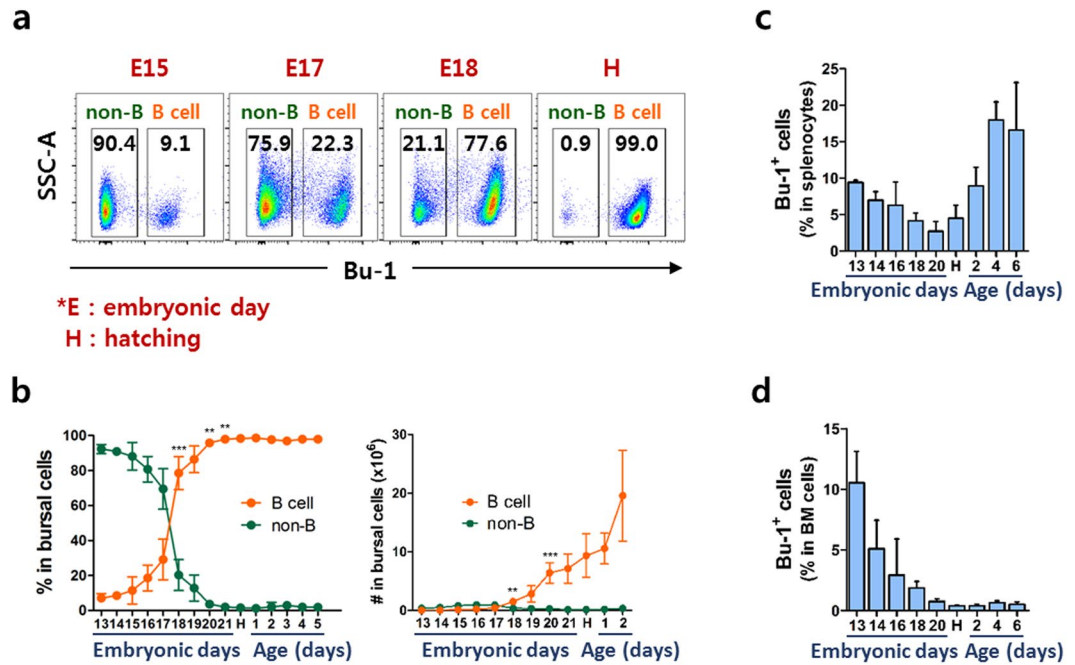 a
E15 E17 E18 H
non-B B cell non-B B cell non-B B cell non-B B cell
90.4 9.1 75.9 22.3 21.1 77.6 0.9 99.0
SSC-A
Bu-1
*E : embryonic day
H : hatching
c
Bu-1⁺ cells
(% in splenocytes)
25
20
15
10
5
0
13 14 16 18 20 H 2 4 6
Embryonic days Age (days)
b
% in bursal cells
100
80
60
40
20
0
*** ** **
B cell
non-B
13 14 15 16 17 18 19 20 21 H 1 2 3 4 5
Embryonic days Age (days)
# in bursal cells (x10⁶)
30
20
10
0
** ***
B cell
non-B
13 14 15 16 17 18 19 20 21 H 1 2
Embryonic days Age (days)
d
Bu-1⁺ cells
(% in BM cells)
15
10
5
0
13 14 16 18 20 H 2 4 6
Embryonic days Age (days)